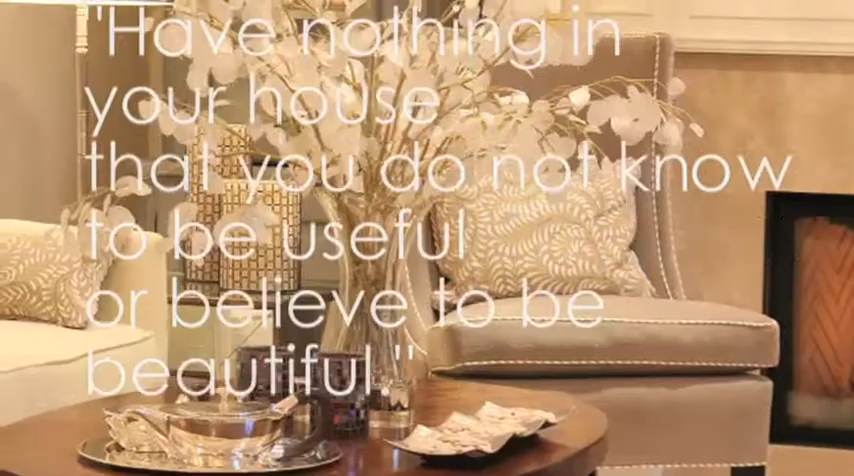 "Have nothing in
your house
that you do not know
to be useful
or believe to be
beautiful."